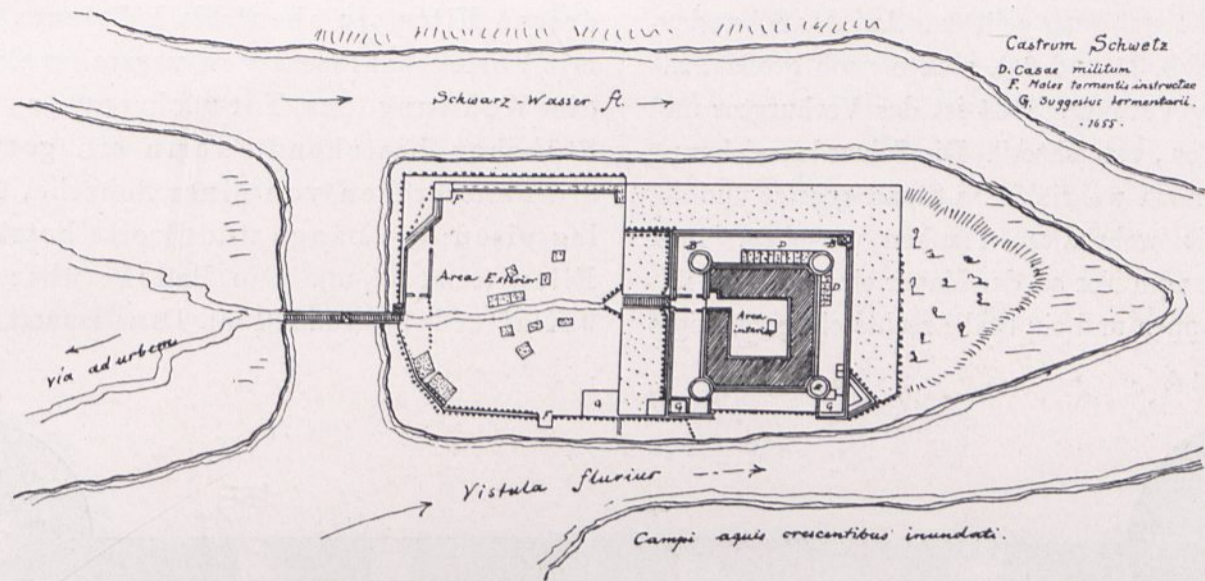 Castrum Schwetz
D. Casae militum
F. Moles tormentis instructae
G. Suggestus tormentarii
1655.
Schwarz Wasser fl.
F
Area Exterior
B
D
B
D
Area
interior
via ad urbem
G
G
G
F
Vistula fluvius
Campi aquis crescentibus inundati.